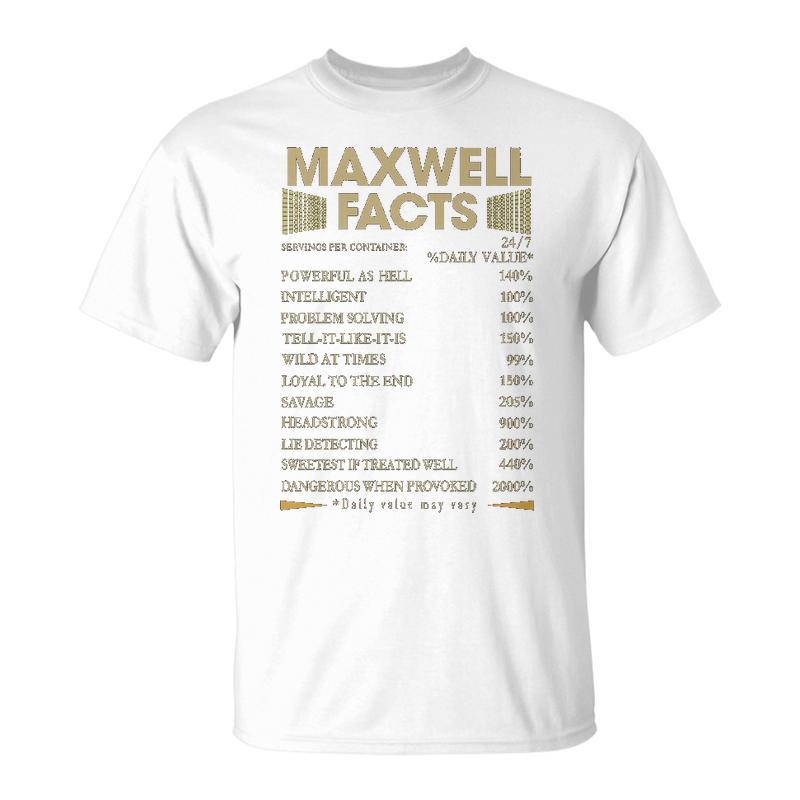 MAXWELL
FACTS
SERVINGS PER CONTAINER: 24/7
%DAILY VALUE*
POWERFUL AS HELL 140%
INTELLIGENT 100%
PROBLEM SOLVING 100%
TELL-IT-LIKE-IT-IS 150%
WILD AT TIMES 99%
LOYAL TO THE END 150%
SAVAGE 205%
HEADSTRONG 900%
LIE DETECTING 200%
SWEETEST IF TREATED WELL 440%
DANGEROUS WHEN PROVOKED 2000%
*Daily value may vary